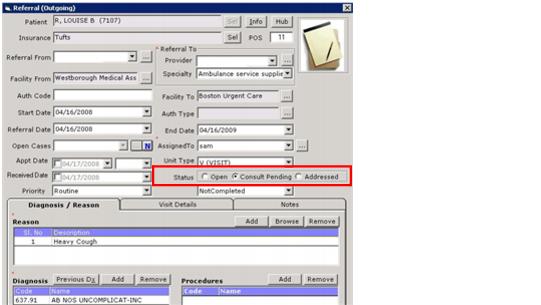 Referral (Outgoing)
Patient R, LOUISE B (7107) Sel Info Hub
Insurance Tufts Sel POS 11
Referral From ...
Referral To
Provider ...
Specialty Ambulance service supplie
Facility From Westborough Medical Ass ...
Auth Code
Facility To Boston Urgent Care ...
Start Date 04/16/2008
Auth Type ...
Referral Date 04/16/2008
End Date 04/16/2009
Open Cases N
AssignedTo sam ...
Appt Date 04/17/2008
Unit Type V (VISIT)
Received Date 04/17/2008
Status Open Consult Pending Addressed
Priority Routine
NotCompleted
Diagnosis / Reason Visit Details Notes
Reason Add Browse Remove
Sl. No Description
1 Heavy Cough
Diagnosis Previous Dx Add Remove
Procedures Add Remove
Code Name
637.91 AB NOS UNCOMPLICAT-INC
Code Name